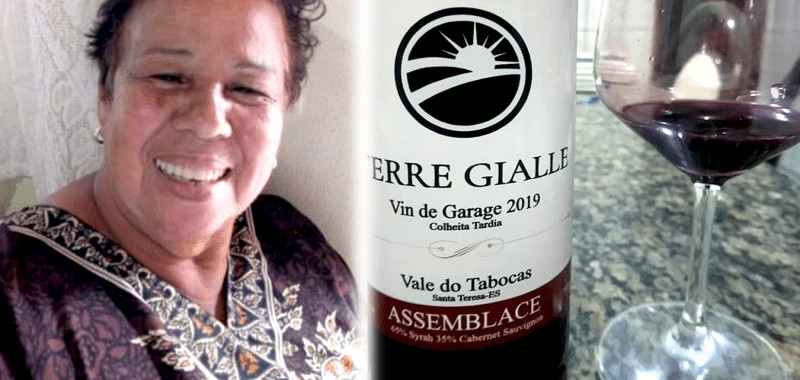 ERRE GIALLE
Vin de Garage 2019
Colheita Tardia
Vale do Tabocas
Santa Teresa-ES
ASSEMBLACE
65% Syrah 35% Cabernet Sauvignon